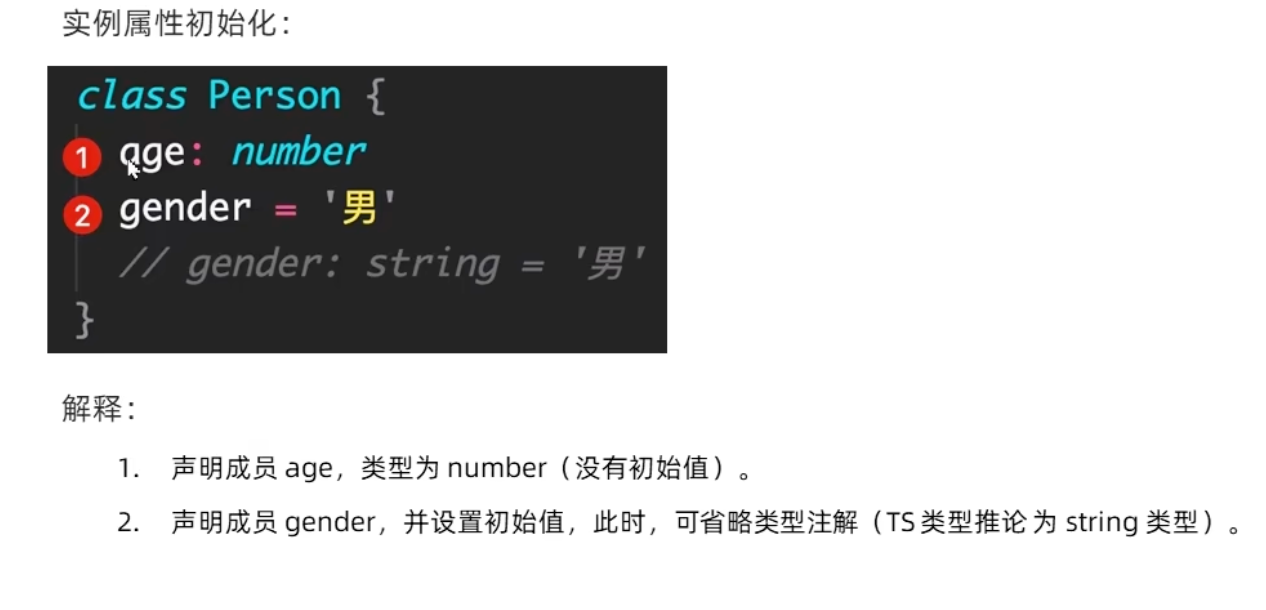 实例属性初始化：
class Person {
1 age: number
2 gender = '男'
// gender: string = '男'
}
解释：
1. 声明成员 age，类型为 number（没有初始值）。
2. 声明成员 gender，并设置初始值，此时，可省略类型注解（TS 类型推论 为 string 类型）。